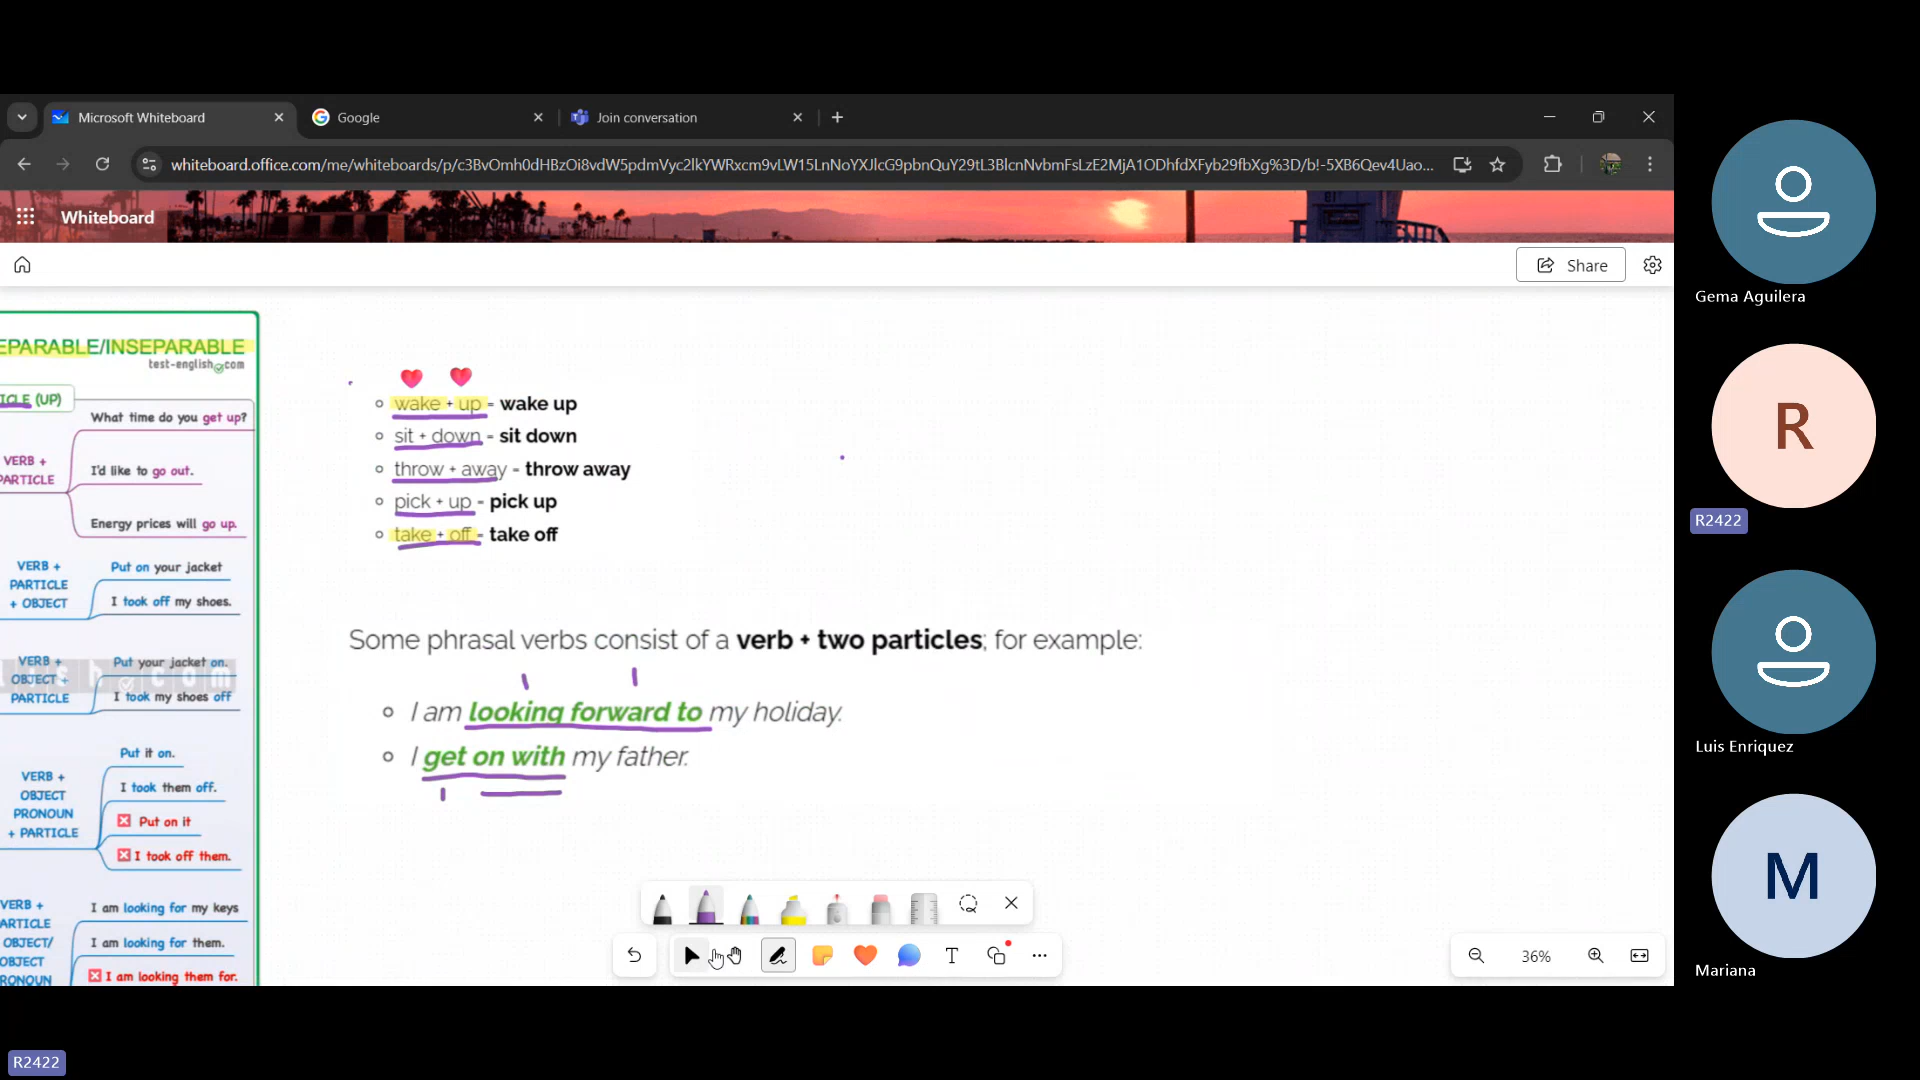 Microsoft Whiteboard
Google
Join conversation
whiteboard.office.com/me/whiteboards/p/c3BvOmh0dHBzOi8vdW5pdmVyc2lkYWRxcm9vLW15LnNoYXJlcG9pbnQuY29tL3BlcnNvbmFsLzE2MjA1ODhfdXFyb29fbXg%3D/b!-5XB6Qev4Uao...
Whiteboard
Share
EPARABLE/INSEPARABLE
test-english.com
ICLE (UP)
What time do you get up?
VERB +
PARTICLE
I'd like to go out.
Energy prices will go up.
VERB +
PARTICLE
+ OBJECT
Put on your jacket
I took off my shoes.
VERB +
OBJECT +
PARTICLE
Put your jacket on.
I took my shoes off
VERB +
OBJECT
PRONOUN
+ PARTICLE
Put it on.
I took them off.
Put on it
I took off them.
VERB +
ARTICLE
OBJECT/
OBJECT
RONOUN
I am looking for my keys
I am looking for them.
I am looking them for.
wake + up = wake up
sit + down = sit down
throw + away = throw away
pick + up = pick up
take + off = take off
Some phrasal verbs consist of a verb + two particles; for example:
I am looking forward to my holiday.
I get on with my father.
36%
Gema Aguilera
R
R2422
Luis Enriquez
M
Mariana
R2422